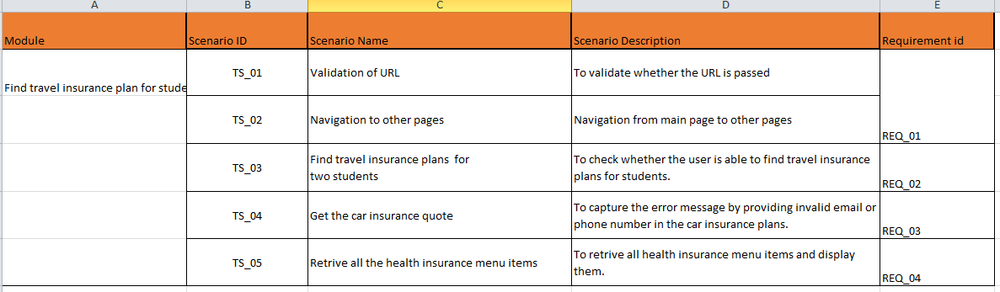 A B C D E
Module Scenario ID Scenario Name Scenario Description Requirement id
Find travel insurance plan for stude
TS_01 Validation of URL To validate whether the URL is passed
TS_02 Navigation to other pages Navigation from main page to other pages
REQ_01
TS_03 Find travel insurance plans for
two students
To check whether the user is able to find travel insurance
plans for students.
REQ_02
TS_04 Get the car insurance quote
To capture the error message by providing invalid email or
phone number in the car insurance plans.
REQ_03
TS_05 Retrive all the health insurance menu items
To retrive all health insurance menu items and display
them.
REQ_04